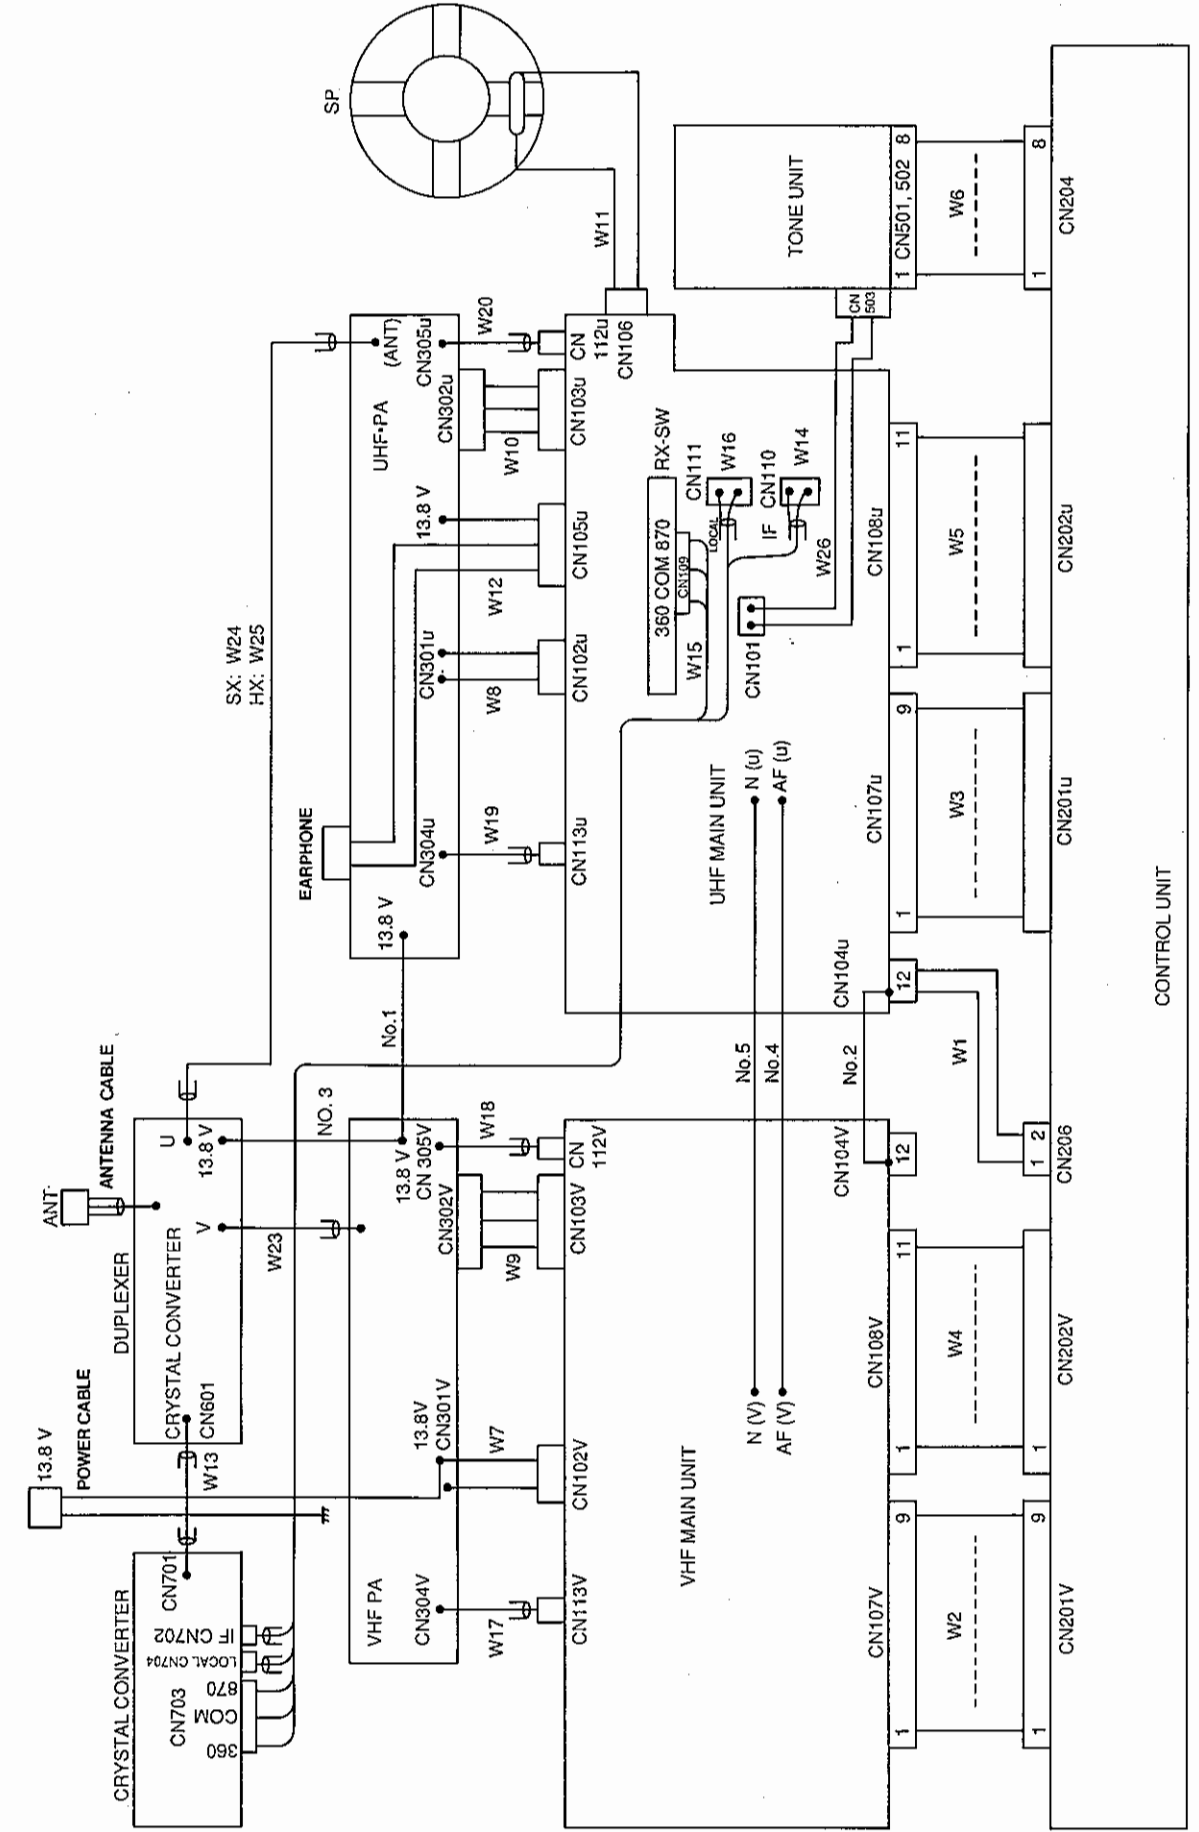 CRYSTAL CONVERTER
360
COM
870
CN703
LOCAL CN704
IF CN702
CN701
W13
13.8 V
POWER CABLE
DUPLEXER
CRYSTAL CONVERTER
CN601
ANT
ANTENNA CABLE
U
13.8 V
V
W23
NO. 3
SX: W24
HX: W25
No.1
VHF PA
CN304V
W17
13.8V
CN301V
W7
CN302V
W9
13.8 V
CN 305V
W18
EARPHONE
13.8 V
CN304u
W19
CN301u
W8
W12
13.8 V
UHF•PA
CN302u
W10
(ANT)
CN305u
W20
SP
W11
CN113V
CN102V
CN103V
CN
112V
VHF MAIN UNIT
N (V)
AF (V)
No.5
No.4
N (u)
AF (u)
CN113u
CN102u
CN105u
CN103u
CN
112u
CN106
UHF MAIN UNIT
W15
360 COM 870
CN109
RX-SW
LOCAL
CN111
W16
IF
CN110
W14
CN101
W26
TONE UNIT
CN
503
1 CN501, 502 8
W6
1 8
CN204
CN107V
1 9
W2
1 9
CN201V
CN108V
1 11
W4
1
CN202V
CN104V
12
No.2
CN104u
12
W1
1 2
CN206
CN107u
1 9
W3
CN201u
CN108u
1 11
W5
CN202u
CONTROL UNIT